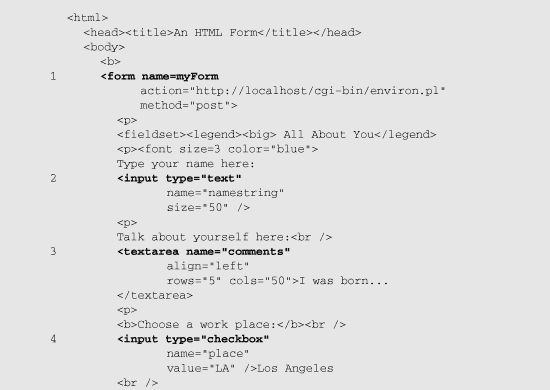 <html>
<head><title>An HTML Form</title></head>
<body>
<b>
1 <form name=myForm
action="http://localhost/cgi-bin/environ.pl"
method="post">
<p>
<fieldset><legend><big> All About You</legend>
<p><font size=3 color="blue">
Type your name here:
2 <input type="text"
name="namestring"
size="50" />
<p>
Talk about yourself here:<br />
3 <textarea name="comments"
align="left"
rows="5" cols="50">I was born...
</textarea>
<p>
<b>Choose a work place:</b><br />
4 <input type="checkbox"
name="place"
value="LA" />Los Angeles
<br />